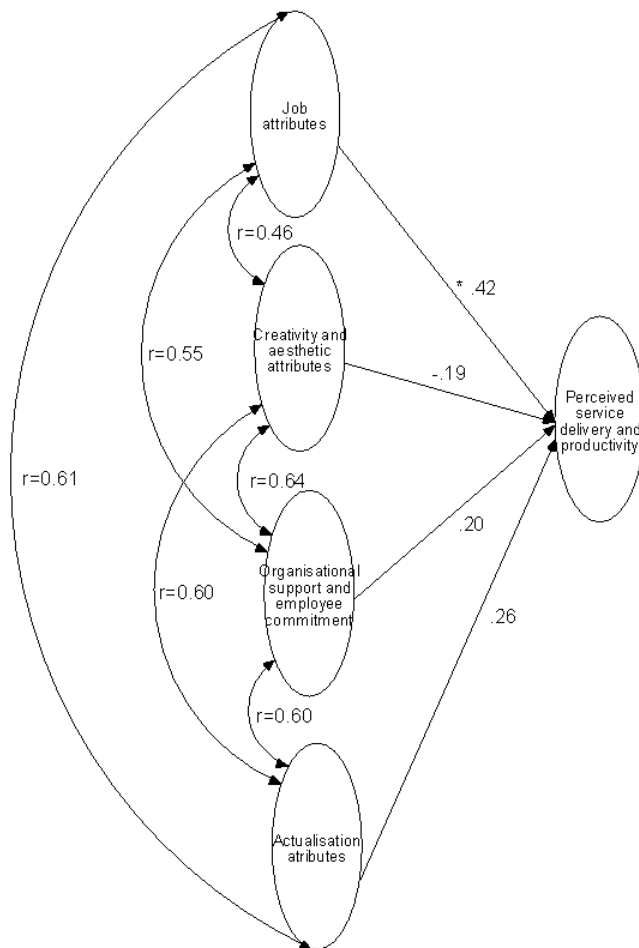 Job
attributes
r=0.46
* .42
Creativity and
aesthetic attributes
r=0.55
-.19
Perceived
service
delivery and
productivity
r=0.61
r=0.64
.20
Organisational
support and
employee
commitment
r=0.60
.26
r=0.60
Actualisation
atributes